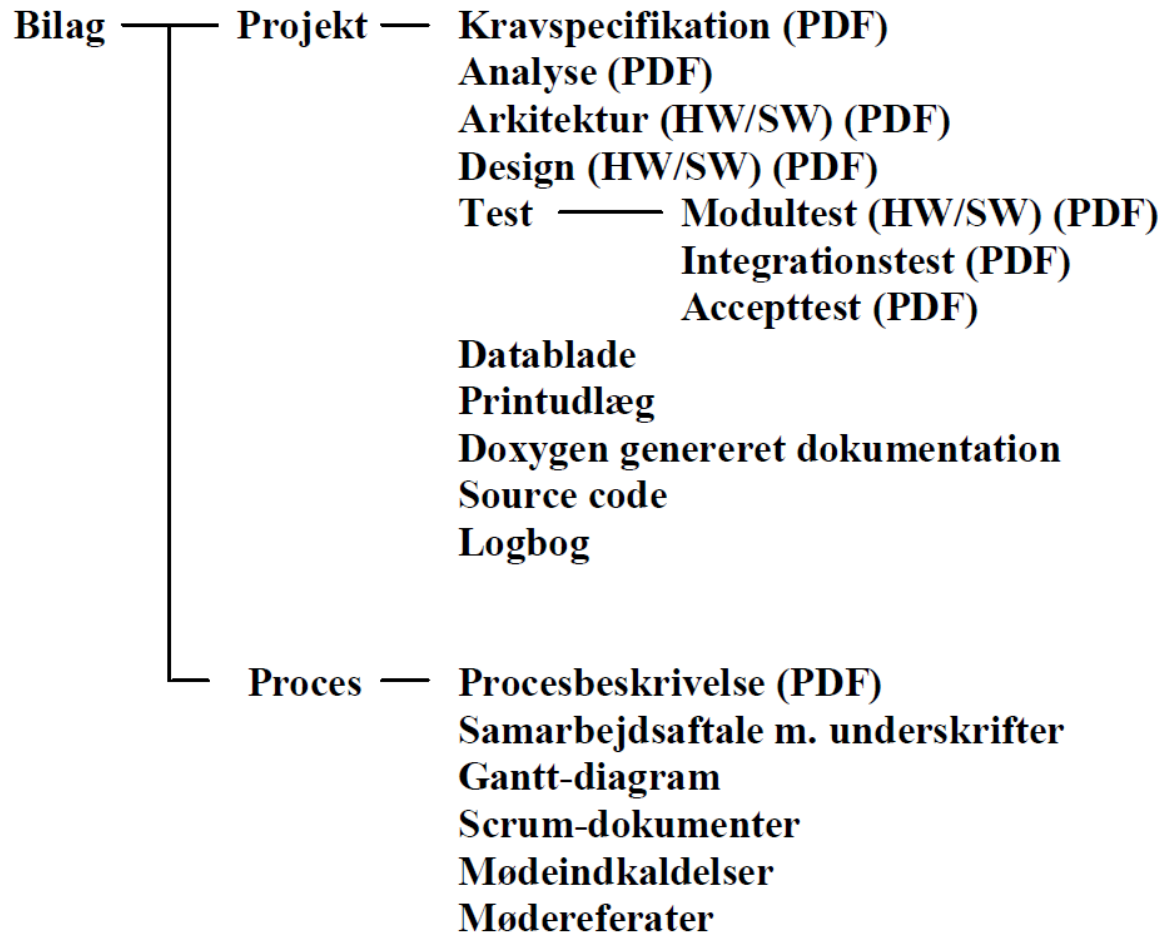 Bilag Projekt Kravspecifikation (PDF)
Analyse (PDF)
Arkitektur (HW/SW) (PDF)
Design (HW/SW) (PDF)
Test Modultest (HW/SW) (PDF)
Integrationstest (PDF)
Accepttest (PDF)
Datablade
Printudlæg
Doxygen genereret dokumentation
Source code
Logbog
Proces Procesbeskrivelse (PDF)
Samarbejdsaftale m. underskrifter
Gantt-diagram
Scrum-dokumenter
Mødeindkaldelser
Mødereferater